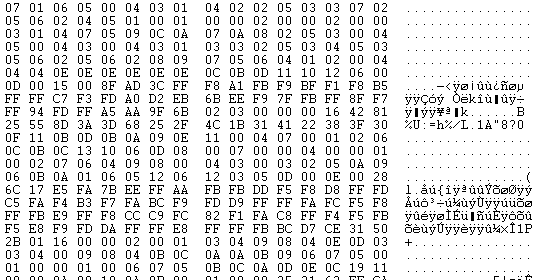 07 01 06 05 00 04 03 01 04 02 02 05 03 03 07 02 ................
05 02 02 04 05 01 00 01 00 01 00 02 02 00 02 00 ................
03 01 04 07 05 09 0C 0A 07 0A 08 02 05 04 03 00 ................
05 00 04 03 00 04 03 01 03 03 02 05 03 04 05 03 ................
05 06 02 05 06 02 08 09 07 05 06 04 01 02 00 00 ................
04 04 0E 0E 0E 0E 0E 0E 0C 0B 0D 11 10 12 06 00 ................
0D 00 15 00 8F AD 3C FF F8 A1 FB F9 BF F1 F8 B5
FF FF C7 F3 FD A0 D2 EB 6B EE F9 7F FB FF 8F F7
FF 94 FD FF A5 AA 9F 6B 02 03 00 00 00 16 42 81
25 55 8D 3A 3D 68 25 2F 4C 1B 31 41 22 38 3F 30
0F 11 0B 0D 0B 0A 09 0E 11 00 04 07 00 01 02 06 ................
0C 0B 0C 13 10 06 0D 08 00 07 00 00 01 00 02 00 ................
00 02 07 06 04 09 08 00 04 03 00 03 02 05 0A 09 ................
06 0B 0A 01 06 05 12 06 12 03 05 0D 00 0E 00 28 ...............(
6C 17 E5 FA 7B EE FF AA FB FB DD F5 F8 D8 FF FD
C5 FA F4 B3 F7 FA BC F9 FD DF FF FF FA FC F5 F8
FF FB E9 FF F8 CC C9 FC 82 F1 FA C8 FF F4 F5 FB
F5 E8 F9 FD DA FF FF E8 FF FF FB BC D7 CE 31 50
2B 01 16 00 00 02 00 01 03 04 09 08 04 0E 0D 03 +...............
03 04 00 09 08 04 0B 0C 0A 0A 0B 09 00 06 05 00 ................
0A 01 00 01 00 06 07 05 0B 0C 0A 0D 0E 0C 19 11 ................